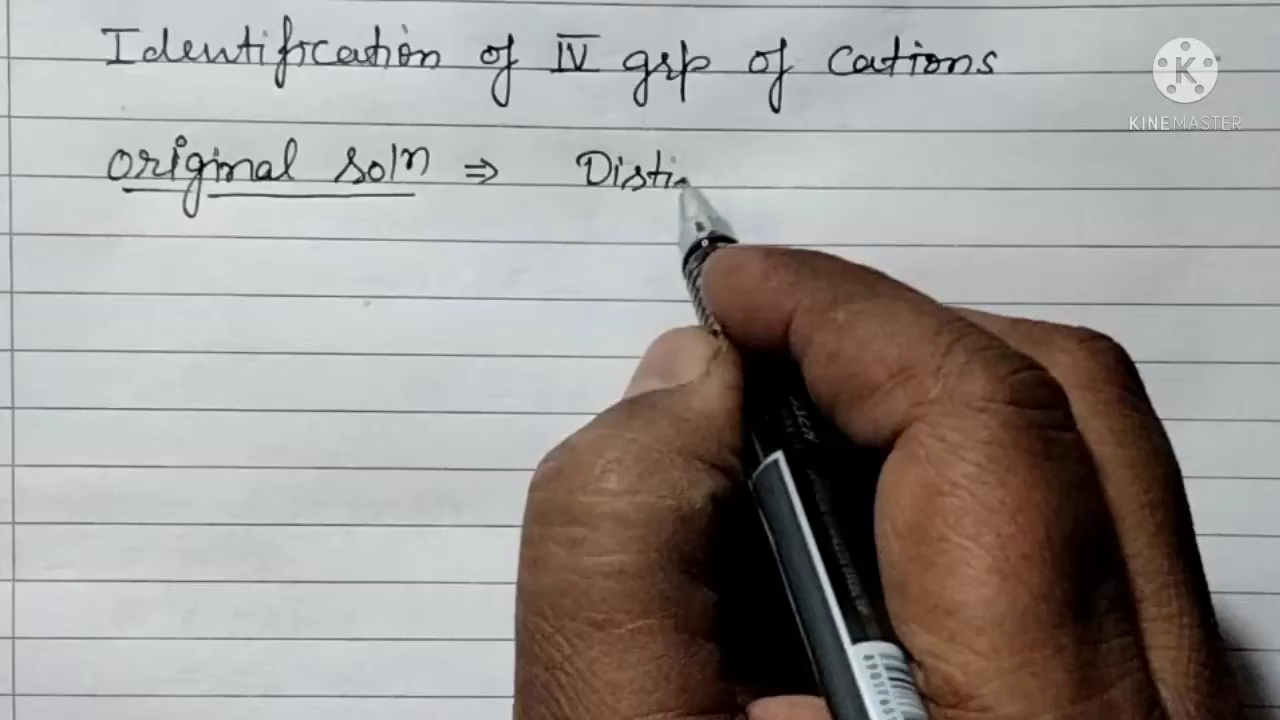 Identification of IV grp of Cations
K
KINEMASTER
original soln ⇒ Disti